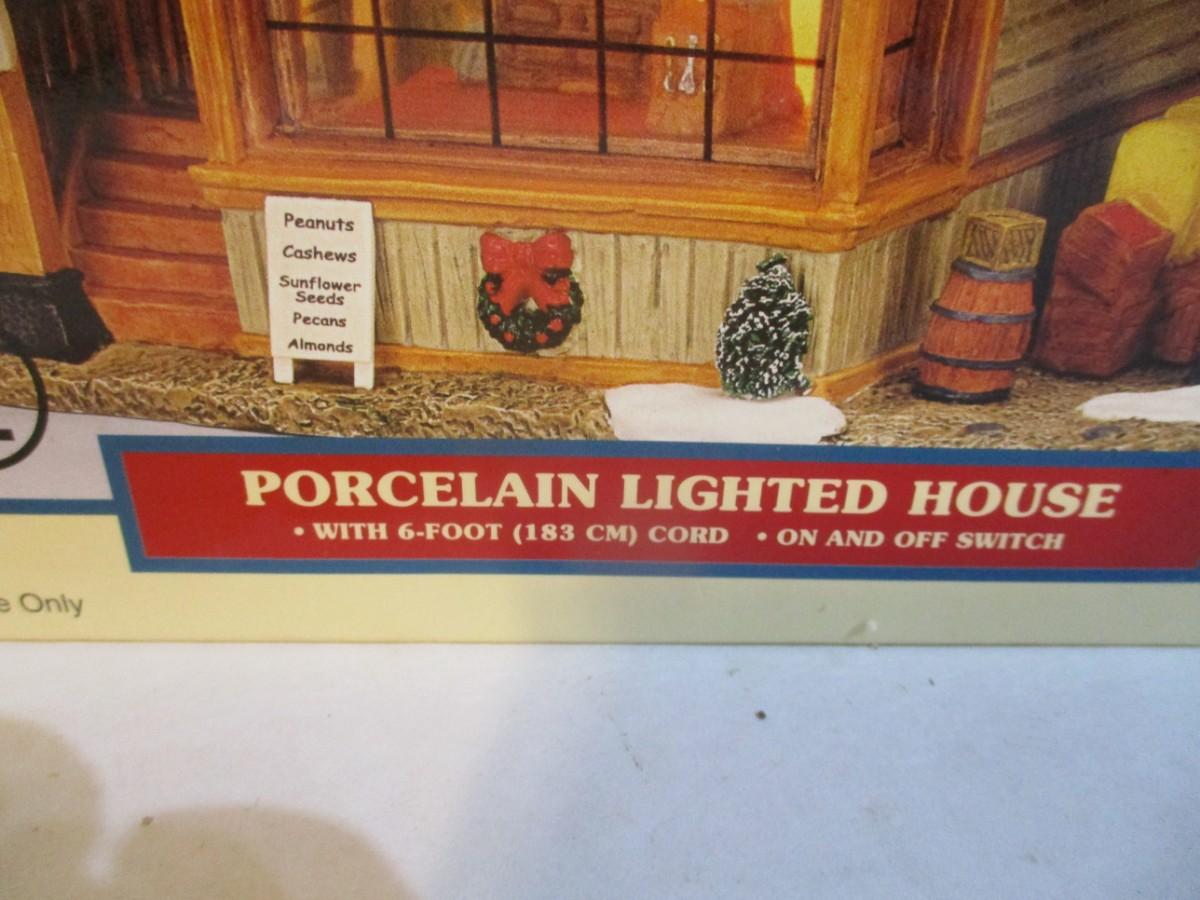 Peanuts
Cashews
Sunflower
Seeds
Pecans
Almonds
PORCELAIN LIGHTED HOUSE
• WITH 6-FOOT (183 CM) CORD • ON AND OFF SWITCH
Only